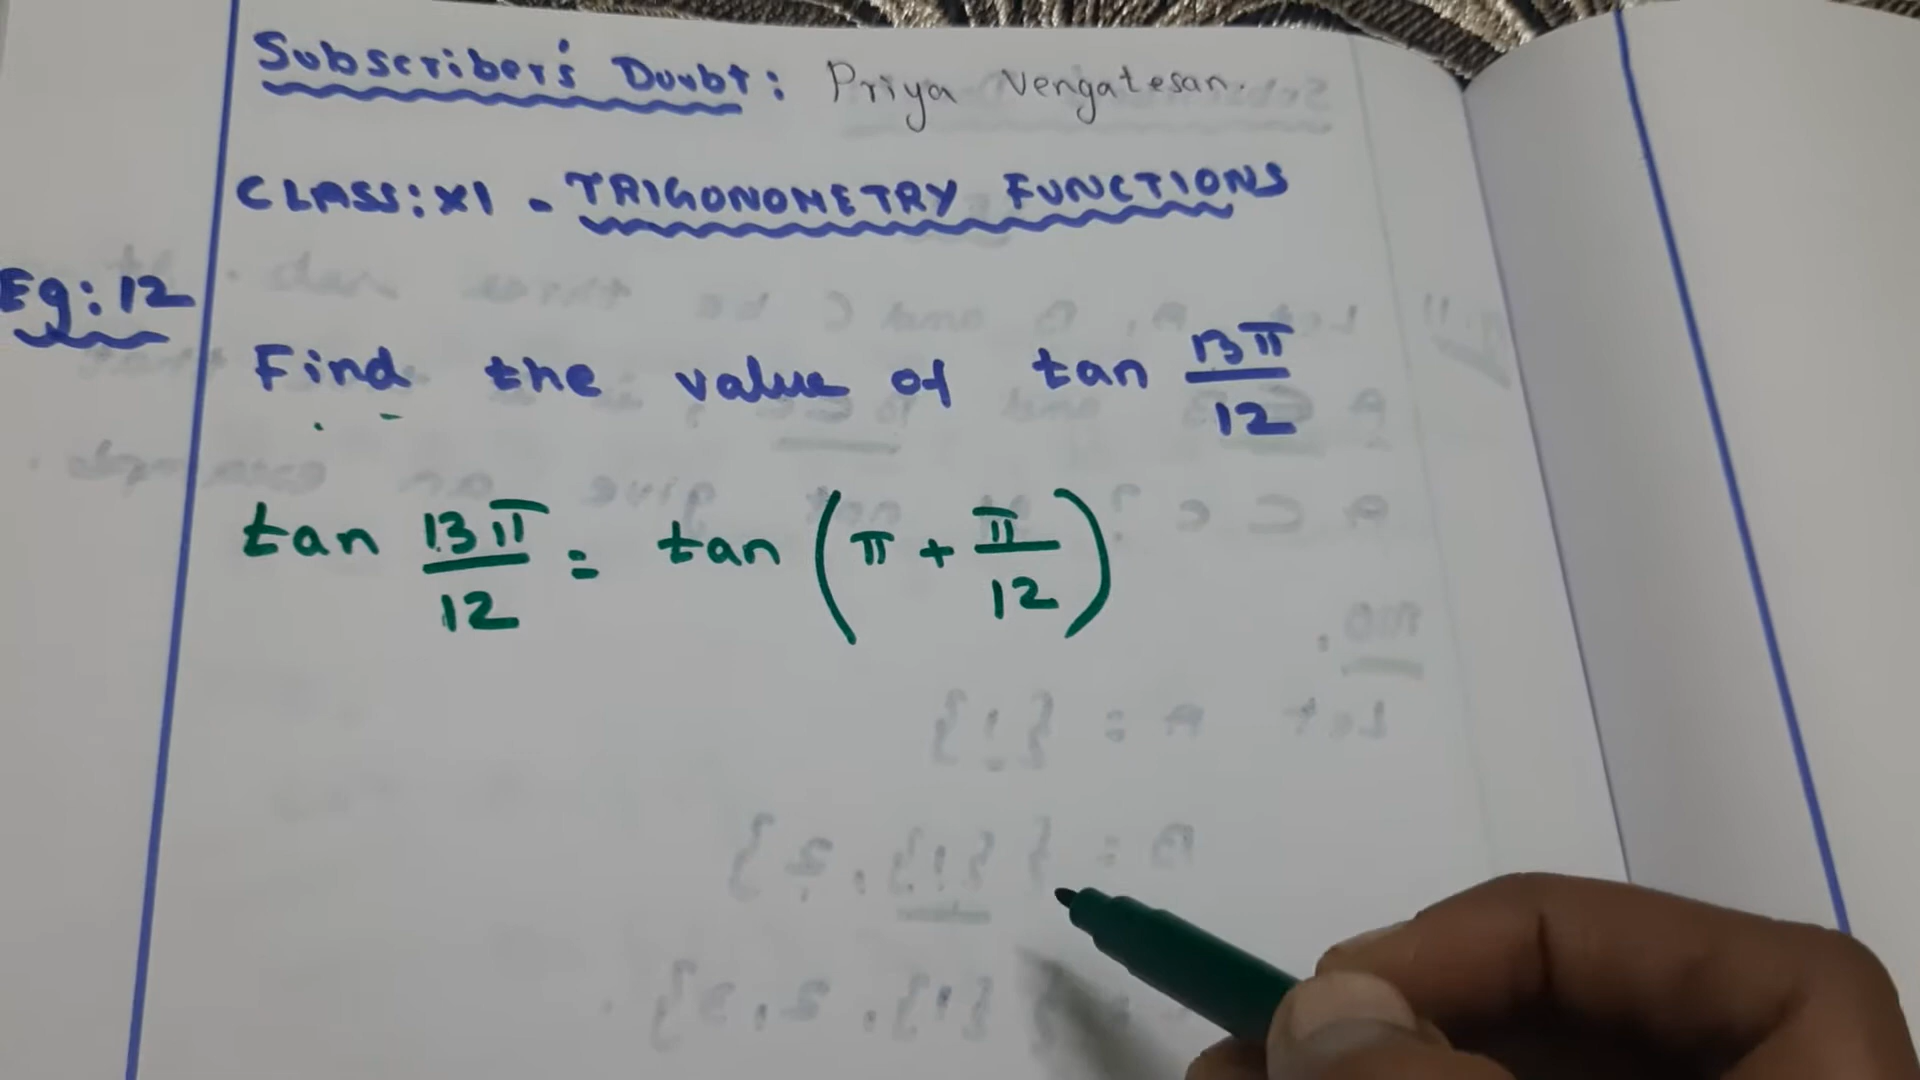 Subscriber's Doubt: Priya Vengatesan.
CLASS: XI - TRIGONOMETRY FUNCTIONS
Eg: 12
Find the value of tan 13π/12
tan 13π/12 = tan (π + π/12)